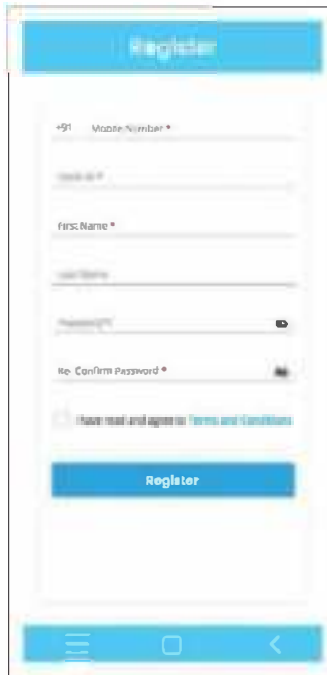 Register
+91 Mobile Number *
First Name *
Last Name
Password *
Re- Confirm Password *
I have read and agree to Terms and Conditions
Register